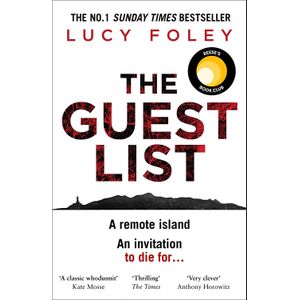 THE NO.1 SUNDAY TIMES BESTSELLER
LUCY FOLEY
REESE'S
BOOK CLUB
THE
GUEST
LIST
A remote island
An invitation
to die for...
‘A classic whodunnit’ ‘Thrilling’ ‘Very clever’
Kate Mosse The Times Anthony Horowitz